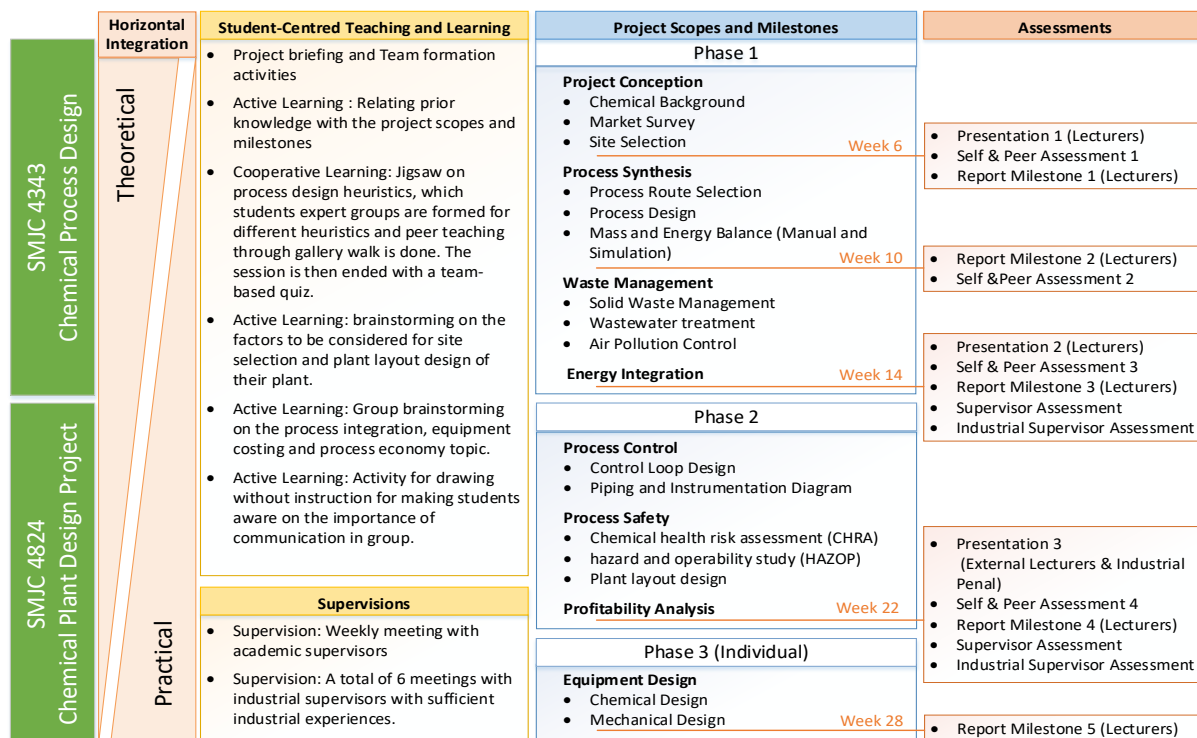 SMJC 4343
Chemical Process Design
SMJC 4824
Chemical Plant Design Project
Horizontal
Integration
Theoretical
Practical
Student-Centred Teaching and Learning
• Project briefing and Team formation
activities
• Active Learning : Relating prior
knowledge with the project scopes and
milestones
• Cooperative Learning: Jigsaw on
process design heuristics, which
students expert groups are formed for
different heuristics and peer teaching
through gallery walk is done. The
session is then ended with a team-
based quiz.
• Active Learning: brainstorming on the
factors to be considered for site
selection and plant layout design of
their plant.
• Active Learning: Group brainstorming
on the process integration, equipment
costing and process economy topic.
• Active Learning: Activity for drawing
without instruction for making students
aware on the importance of
communication in group.
Supervisions
• Supervision: Weekly meeting with
academic supervisors
• Supervision: A total of 6 meetings with
industrial supervisors with sufficient
industrial experiences.
Project Scopes and Milestones
Phase 1
Project Conception
• Chemical Background
• Market Survey
• Site Selection
Week 6
Process Synthesis
• Process Route Selection
• Process Design
• Mass and Energy Balance (Manual and
Simulation)
Week 10
Waste Management
• Solid Waste Management
• Wastewater treatment
• Air Pollution Control
Energy Integration
Week 14
Phase 2
Process Control
• Control Loop Design
• Piping and Instrumentation Diagram
Process Safety
• Chemical health risk assessment (CHRA)
• hazard and operability study (HAZOP)
• Plant layout design
Profitability Analysis
Week 22
Phase 3 (Individual)
Equipment Design
• Chemical Design
• Mechanical Design
Week 28
Assessments
• Presentation 1 (Lecturers)
• Self & Peer Assessment 1
• Report Milestone 1 (Lecturers)
• Report Milestone 2 (Lecturers)
• Self &Peer Assessment 2
• Presentation 2 (Lecturers)
• Self & Peer Assessment 3
• Report Milestone 3 (Lecturers)
• Supervisor Assessment
• Industrial Supervisor Assessment
• Presentation 3
(External Lecturers & Industrial
Penal)
• Self & Peer Assessment 4
• Report Milestone 4 (Lecturers)
• Supervisor Assessment
• Industrial Supervisor Assessment
• Report Milestone 5 (Lecturers)